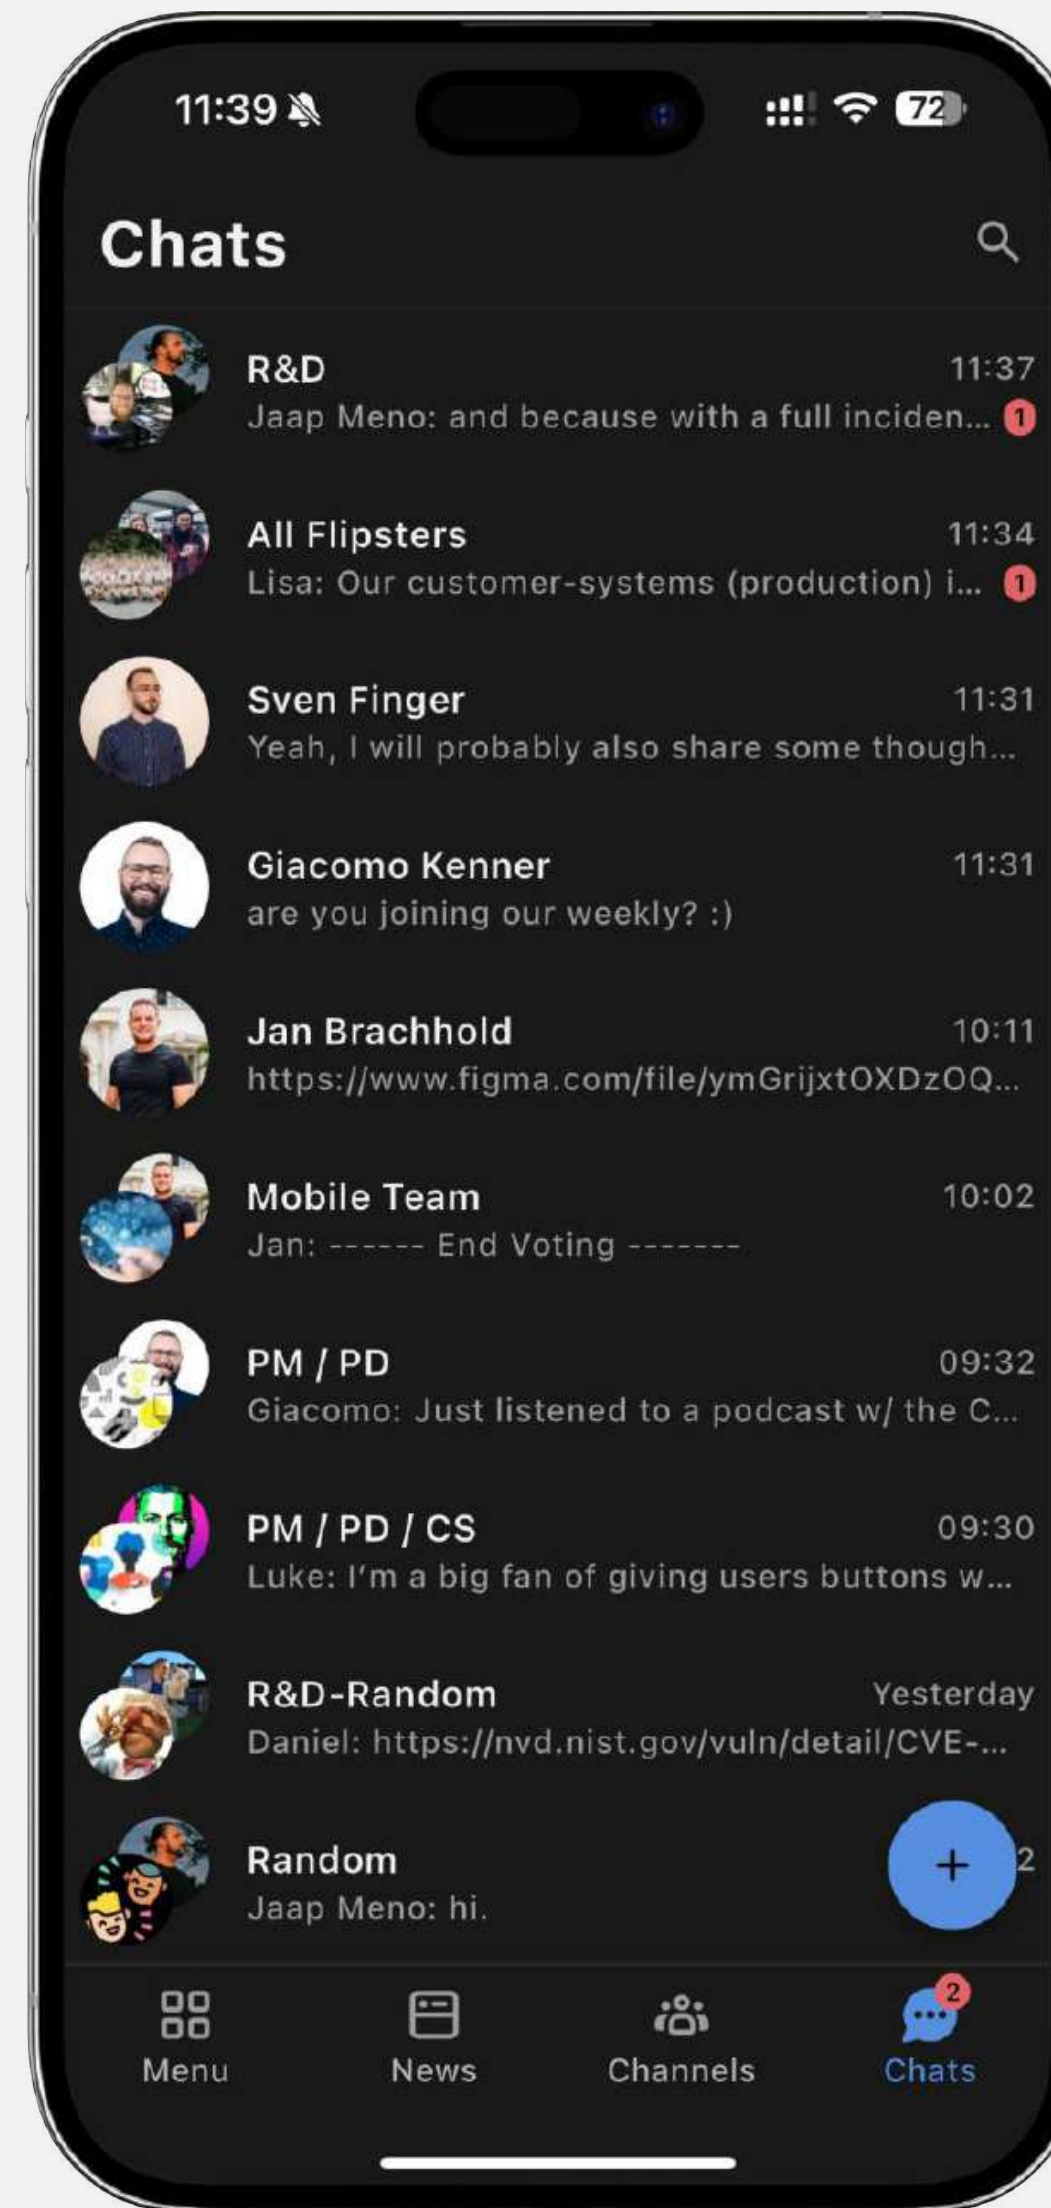 11:39
72
Chats
R&D
11:37
Jaap Meno: and because with a full inciden...
1
All Flipsters
11:34
Lisa: Our customer-systems (production) i...
1
Sven Finger
11:31
Yeah, I will probably also share some though...
Giacomo Kenner
11:31
are you joining our weekly? :)
Jan Brachhold
10:11
https://www.figma.com/file/ymGrijxtOXDzOQ...
Mobile Team
10:02
Jan: ------ End Voting -------
PM / PD
09:32
Giacomo: Just listened to a podcast w/ the C...
PM / PD / CS
09:30
Luke: I’m a big fan of giving users buttons w...
R&D-Random
Yesterday
Daniel: https://nvd.nist.gov/vuln/detail/CVE-...
Random
2
Jaap Meno: hi.
2
Menu
News
Channels
Chats